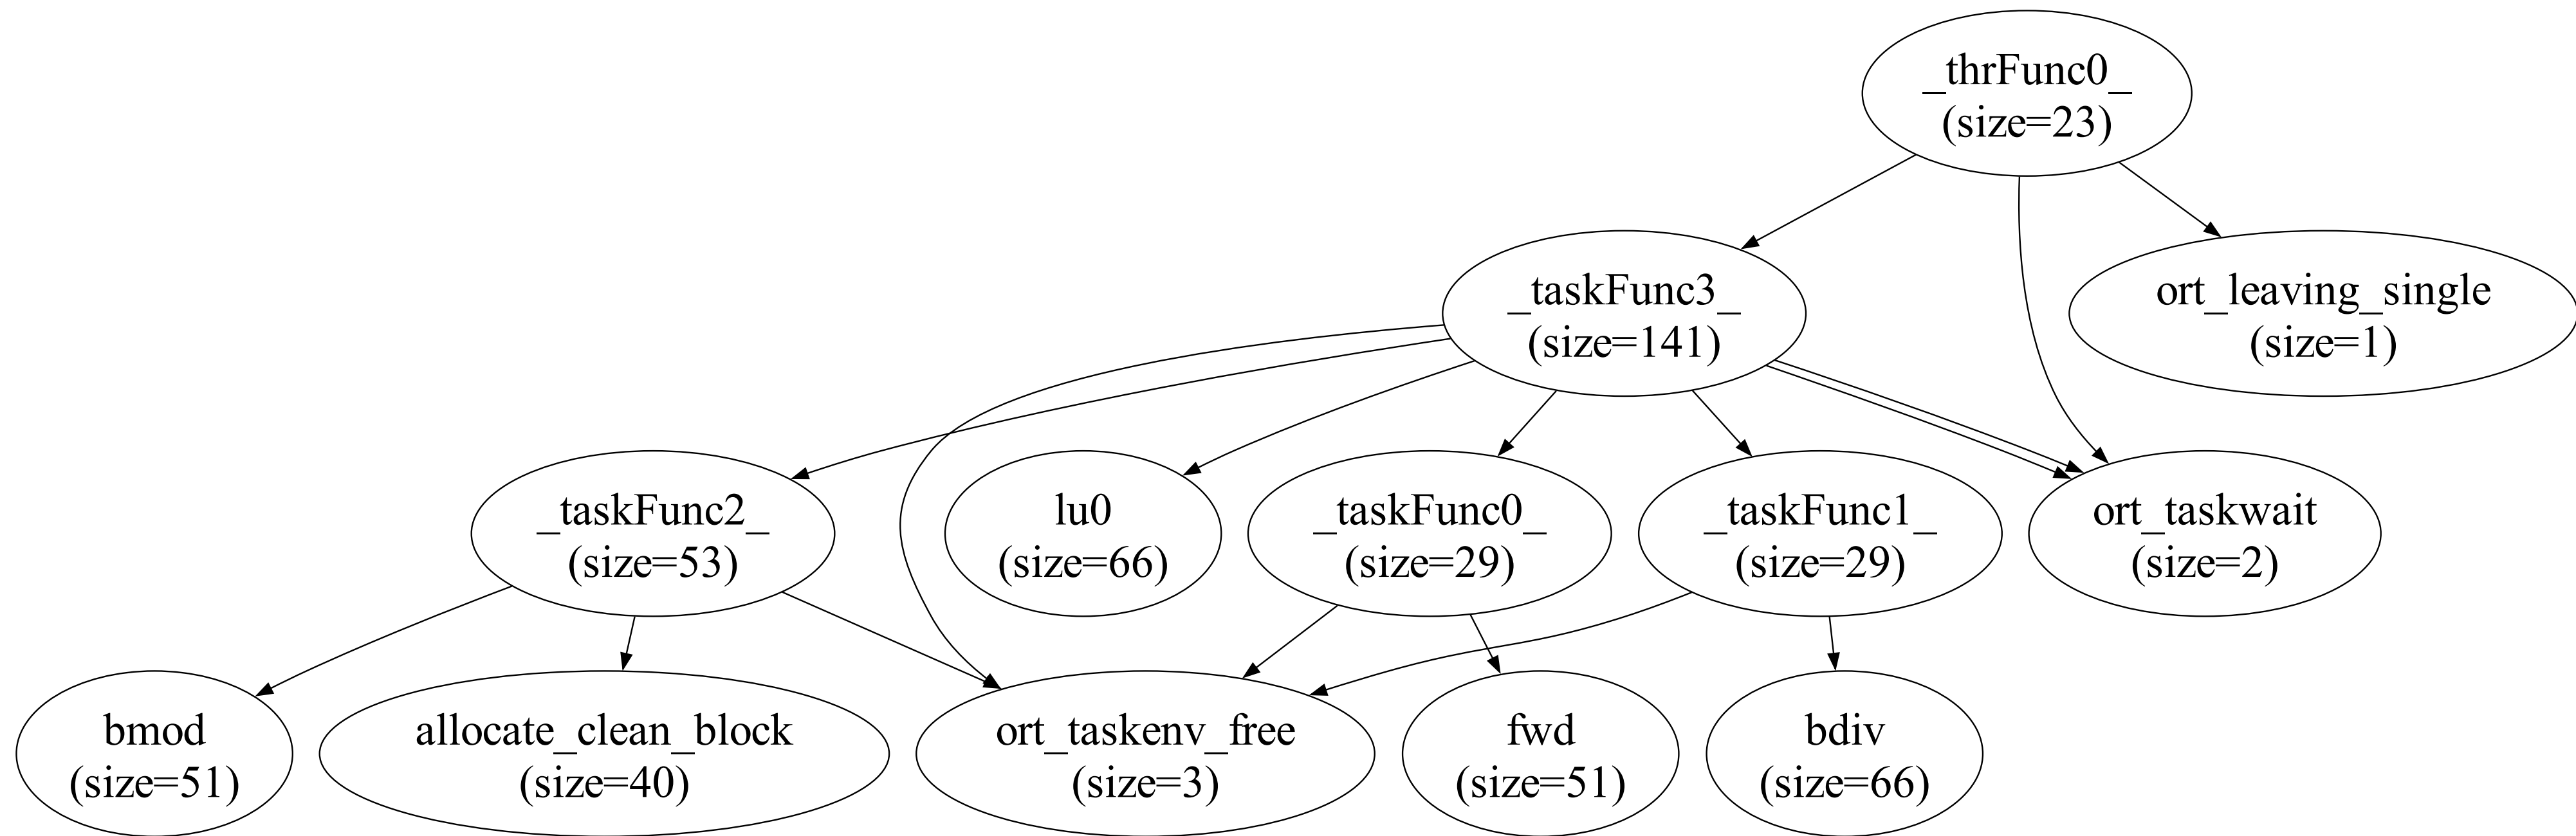 _thrFunc0_
(size=23)
_taskFunc3_
(size=141)
ort_leaving_single
(size=1)
_taskFunc2_
(size=53)
lu0
(size=66)
_taskFunc0_
(size=29)
_taskFunc1_
(size=29)
ort_taskwait
(size=2)
bmod
(size=51)
allocate_clean_block
(size=40)
ort_taskenv_free
(size=3)
fwd
(size=51)
bdiv
(size=66)